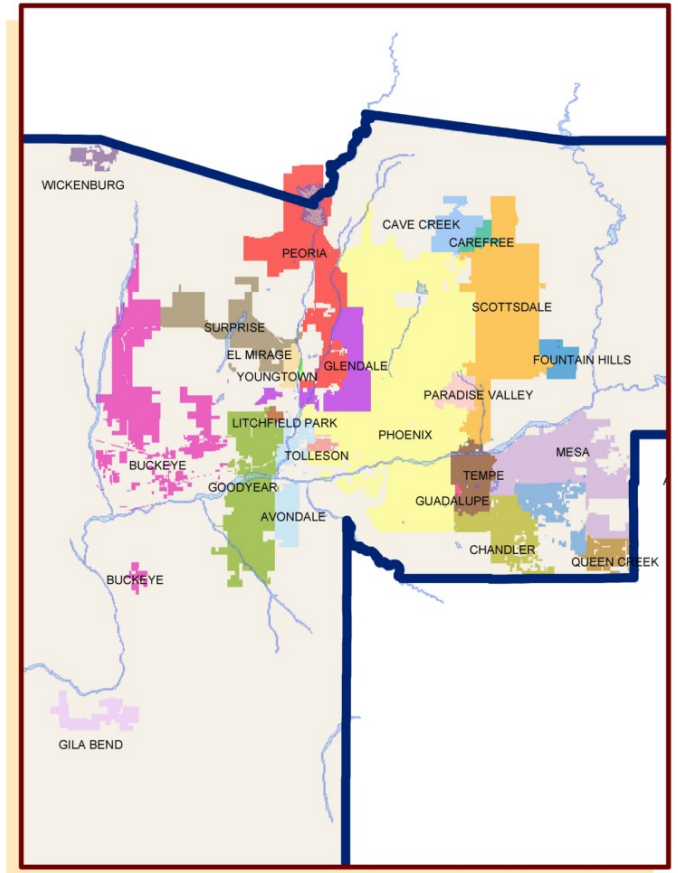 WICKENBURG
CAVE CREEK
CAREFREE
PEORIA
SCOTTSDALE
SURPRISE
EL MIRAGE
FOUNTAIN HILLS
GLENDALE
YOUNGTOWN
PARADISE VALLEY
LITCHFIELD PARK
PHOENIX
TOLLESON
MESA
BUCKEYE
TEMPE
GOODYEAR
GUADALUPE
AVONDALE
CHANDLER
QUEEN CREEK
BUCKEYE
GILA BEND